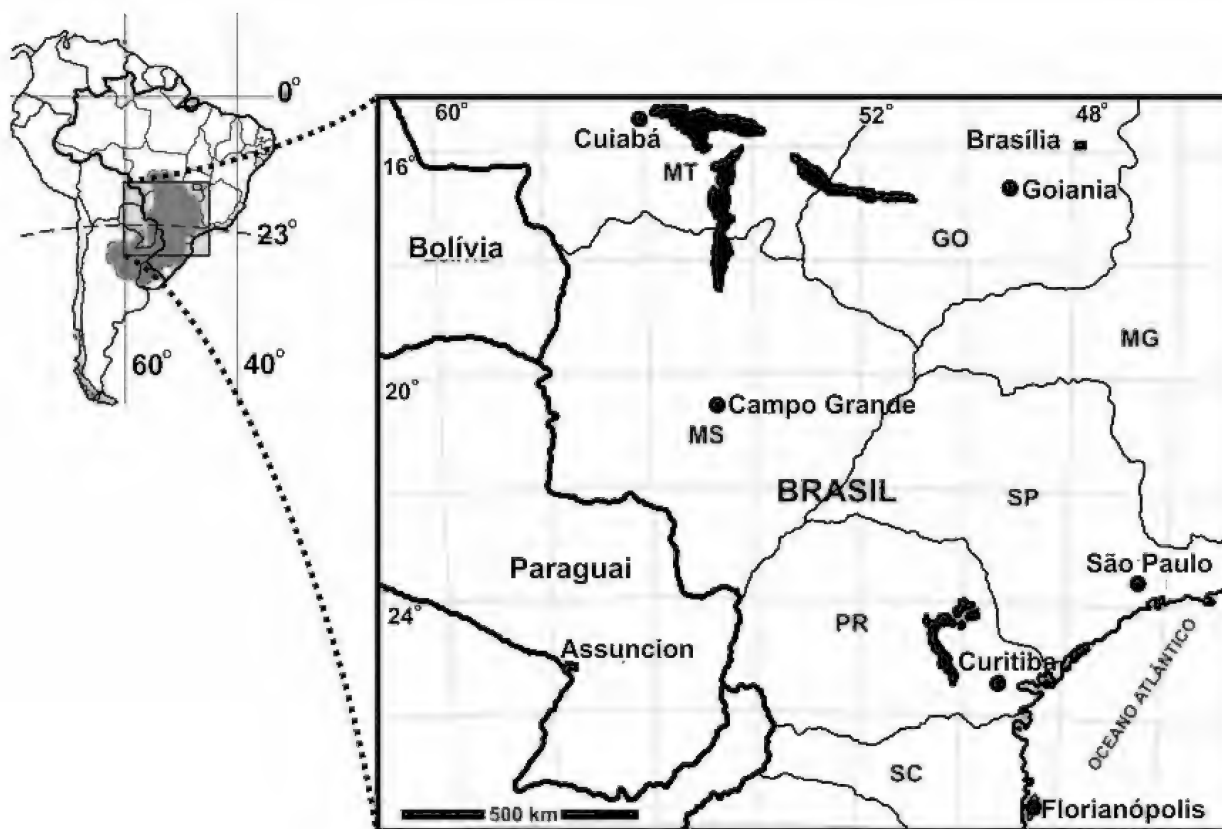 0°
23°
60°
40°
60°
52°
48°
Cuiabá
Brasília
16°
MT
Goiania
Bolívia
GO
MG
20°
Campo Grande
MS
BRASIL
SP
Paraguai
São Paulo
24°
PR
Assuncion
Curitiba
OCEANO ATLÂNTICO
SC
500 km
Florianópolis